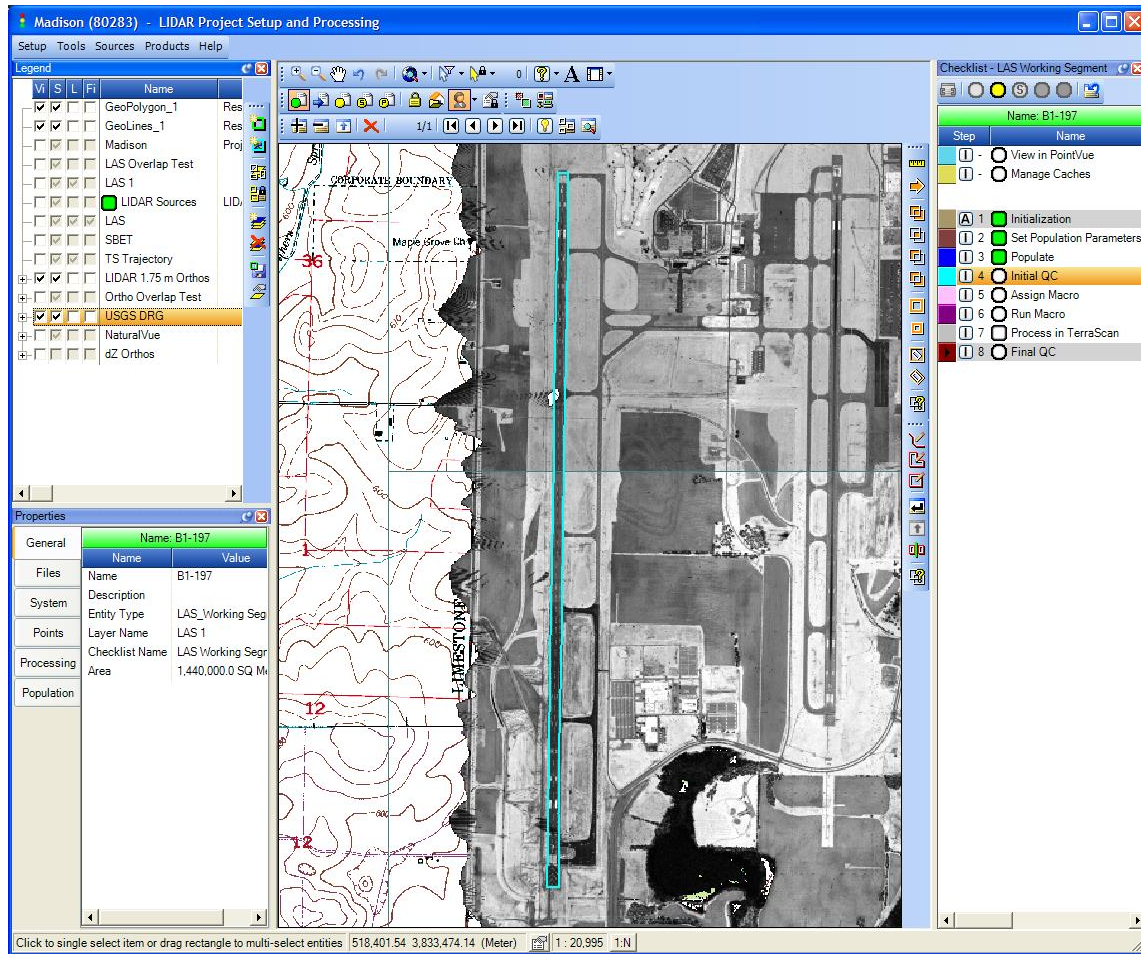 Madison (80283) - LIDAR Project Setup and Processing
Setup Tools Sources Products Help
Legend
Vi S L Fi Name
GeoPolygon_1 Res
GeoLines_1 Res
Madison Proj
LAS Overlap Test
LAS 1
LIDAR Sources LIDA
LAS
SBET
TS Trajectory
LIDAR 1.75 m Orthos
Ortho Overlap Test
USGS DRG
NaturalVue
dZ Orthos
0 A
1/1
CORPORATE BOUNDARY
600
Maple Grove Ch
36
610
600
1
LIMESTONE
600
12
600
12
Properties
General
Files
System
Points
Processing
Population
Name: B1-197
Name Value
Name B1-197
Description
Entity Type LAS_Working Seg
Layer Name LAS 1
Checklist Name LAS Working Segr
Area 1,440,000.0 SQ Me
Checklist - LAS Working Segment
S
Name: B1-197
Step Name
I - View in PointVue
I - Manage Caches
A 1 Initialization
I 2 Set Population Parameters
I 3 Populate
I 4 Initial QC
I 5 Assign Macro
I 6 Run Macro
I 7 Process in TerraScan
I 8 Final QC
Click to single select item or drag rectangle to multi-select entities 518,401.54 3,833,474.14 (Meter) 1 : 20,995 1:N